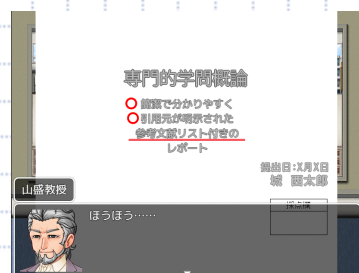 専門的学問概論
簡潔で分かりやすく
引用元が明示された
参考文献リスト付きの
レポート
提出日:X月X日
城 西太郎
山盛教授
ほうほう……